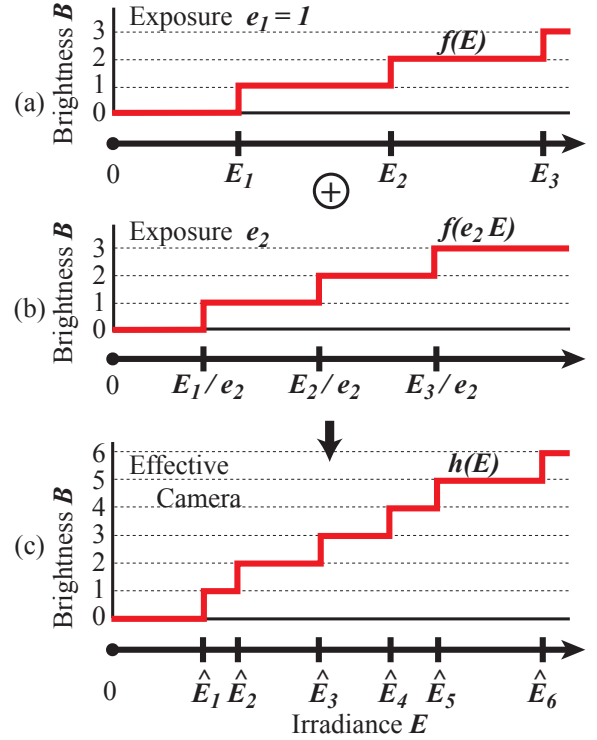 Exposure e₁ = 1
f(E)
(a)
Brightness B
3
2
1
0
0 E₁ E₂ E₃
+
Exposure e₂
f(e₂ E)
(b)
Brightness B
3
2
1
0
0 E₁/e₂ E₂/e₂ E₃/e₂
Effective
Camera
h(E)
(c)
Brightness B
6
5
4
3
2
1
0
0 Ê₁ Ê₂ Ê₃ Ê₄ Ê₅ Ê₆
Irradiance E